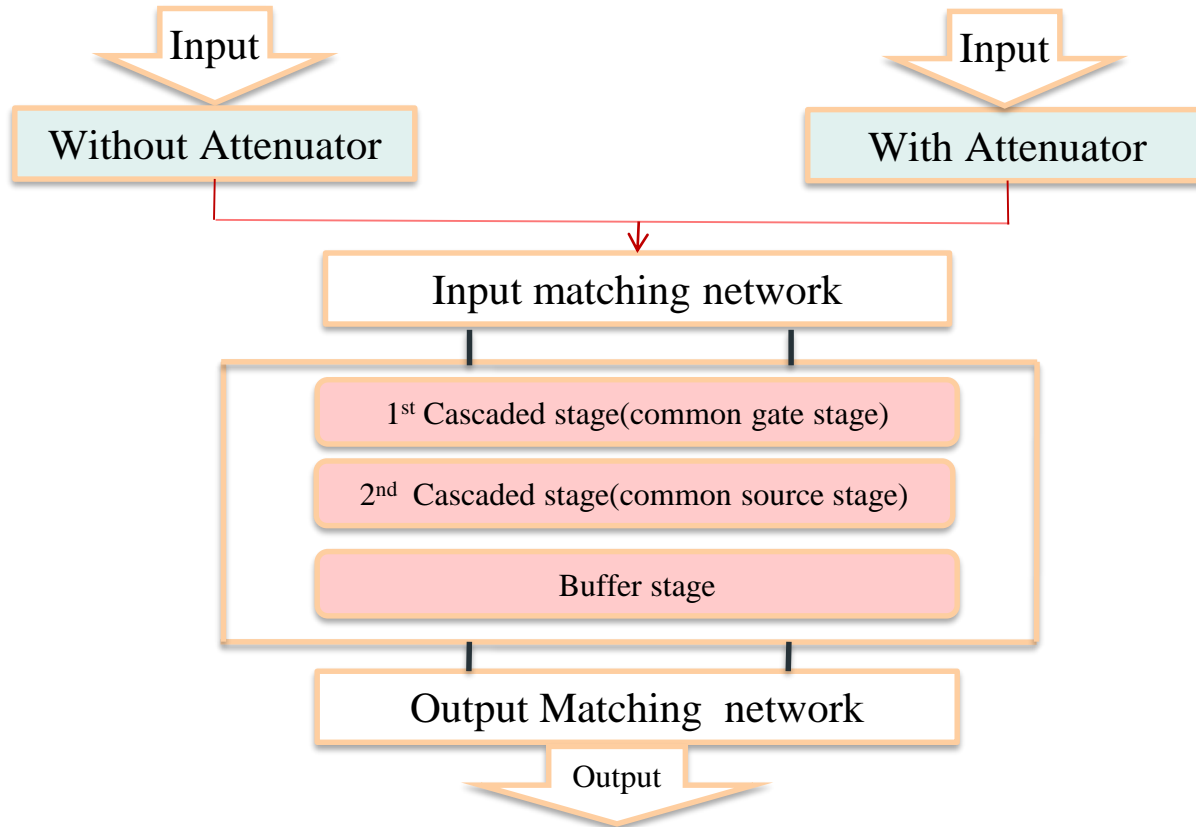 Input
Input
Without Attenuator
With Attenuator
Input matching network
1st Cascaded stage(common gate stage)
2nd Cascaded stage(common source stage)
Buffer stage
Output Matching network
Output